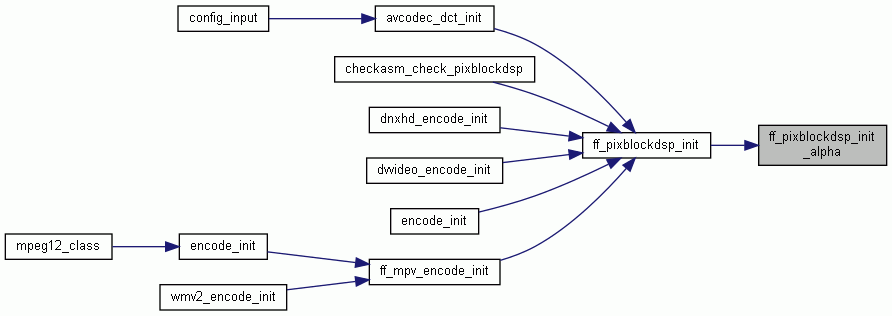 config_input
avcodec_dct_init
checkasm_check_pixblockdsp
dnxhd_encode_init
ff_pixblockdsp_init
ff_pixblockdsp_init
_alpha
dvvideo_encode_init
encode_init
mpeg12_class
encode_init
ff_mpv_encode_init
wmv2_encode_init